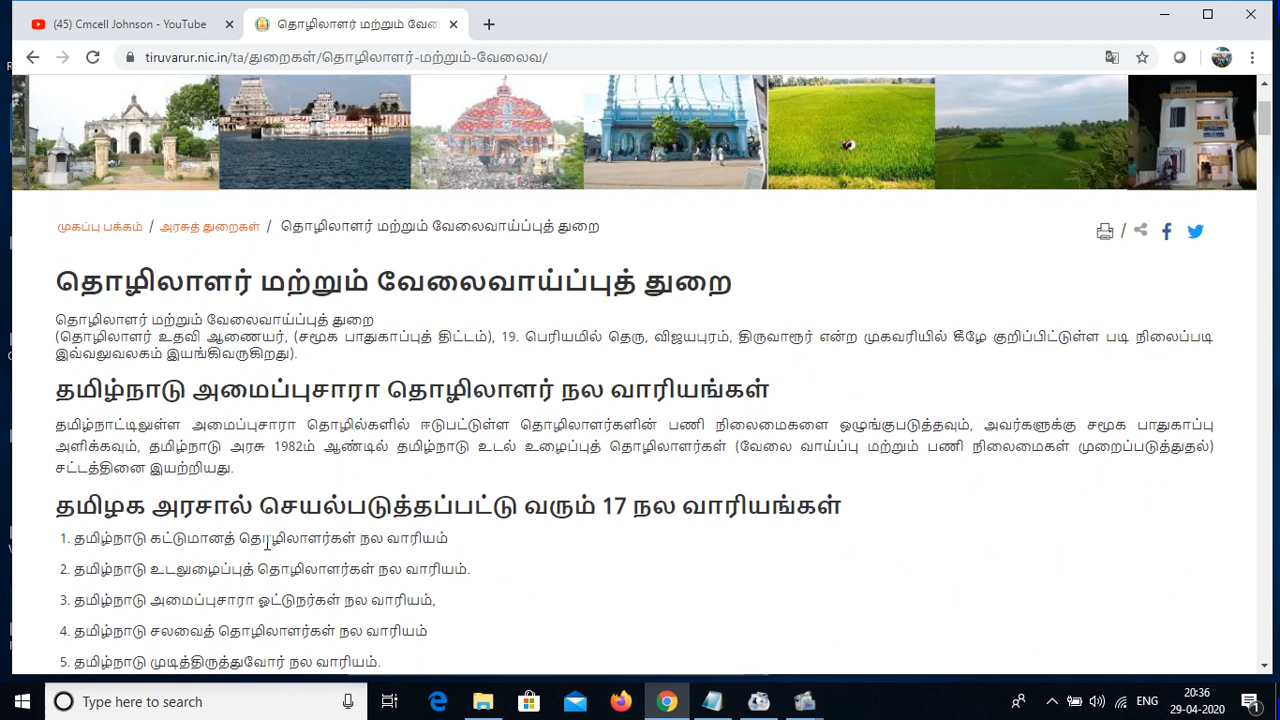 (45) Cmcell Johnson - YouTube
தொழிலாளர் மற்றும் வேலை
tiruvarur.nic.in/ta/துறைகள்/தொழிலாளர்-மற்றும்-வேலைவ/
முகப்பு பக்கம் / அரசுத் துறைகள் / தொழிலாளர் மற்றும் வேலைவாய்ப்புத் துறை
தொழிலாளர் மற்றும் வேலைவாய்ப்புத் துறை
தொழிலாளர் மற்றும் வேலைவாய்ப்புத் துறை
(தொழிலாளர் உதவி ஆணையர், (சமூக பாதுகாப்புத் திட்டம்), 19. பெரியமில் தெரு, விஜயபுரம், திருவாரூர் என்ற முகவரியில் கீழே குறிப்பிட்டுள்ள படி நிலைப்படி
இவ்வலுவலகம் இயங்கிவருகிறது).
தமிழ்நாடு அமைப்புசாரா தொழிலாளர் நல வாரியங்கள்
தமிழ்நாட்டிலுள்ள அமைப்புசாரா தொழில்களில் ஈடுபட்டுள்ள தொழிலாளர்களின் பணி நிலைமைகளை ஒழுங்குபடுத்தவும், அவர்களுக்கு சமூக பாதுகாப்பு
அளிக்கவும், தமிழ்நாடு அரசு 1982ம் ஆண்டில் தமிழ்நாடு உடல் உழைப்புத் தொழிலாளர்கள் (வேலை வாய்ப்பு மற்றும் பணி நிலைமைகள் முறைப்படுத்துதல்)
சட்டத்தினை இயற்றியது.
தமிழக அரசால் செயல்படுத்தப்பட்டு வரும் 17 நல வாரியங்கள்
1. தமிழ்நாடு கட்டுமானத் தொழிலாளர்கள் நல வாரியம்
2. தமிழ்நாடு உடலுழைப்புத் தொழிலாளர்கள் நல வாரியம்.
3. தமிழ்நாடு அமைப்புசாரா ஓட்டுநர்கள் நல வாரியம்,
4. தமிழ்நாடு சலவைத் தொழிலாளர்கள் நல வாரியம்
5. தமிழ்நாடு முடித்திருத்துவோர் நல வாரியம்.
Type here to search
ENG
20:36
29-04-2020